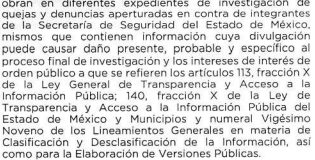 obran en diferentes expedientes de investigación de
quejas y denuncias aperturadas en contra de integrantes
de la Secretaría de Seguridad del Estado de México,
mismos que contienen información cuya divulgación
puede causar daño presente, probable y específico al
proceso final de investigación y los intereses de interés de
orden público a que se refieren los artículos 113, fracción X
de la Ley General de Transparencia y Acceso a la
Información Pública; 140, fracción X de la Ley de
Transparencia y Acceso a la Información Pública del
Estado de México y Municipios y numeral Vigésimo
Noveno de los Lineamientos Generales en materia de
Clasificación y Desclasificación de la Información, así
como para la Elaboración de Versiones Públicas.